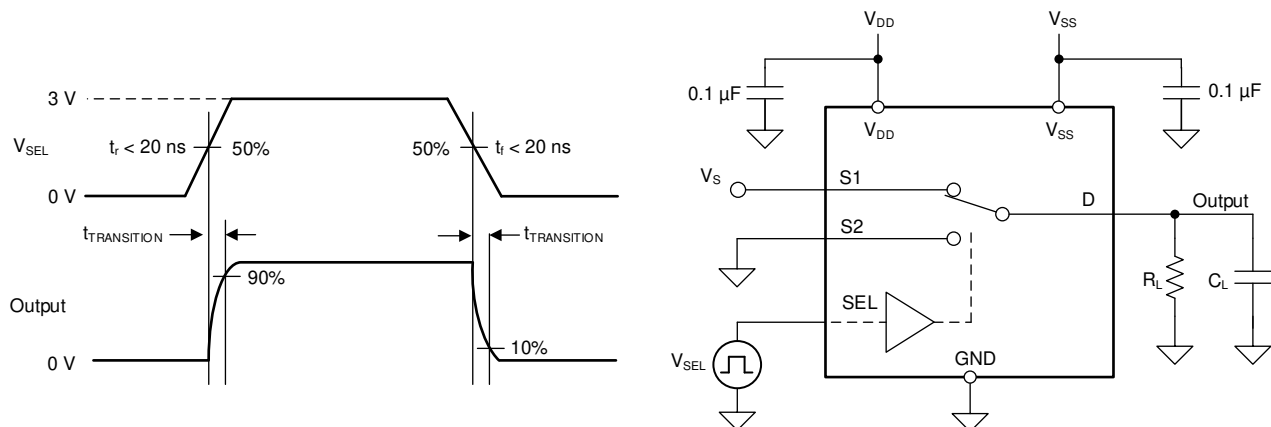 3 V
V_SEL
t_r < 20 ns
50%
50%
t_f < 20 ns
0 V
t_TRANSITION
t_TRANSITION
90%
Output
10%
0 V
V_DD
V_SS
0.1 µF
0.1 µF
V_DD
V_SS
V_S
S1
D
Output
S2
R_L
C_L
SEL
V_SEL
GND